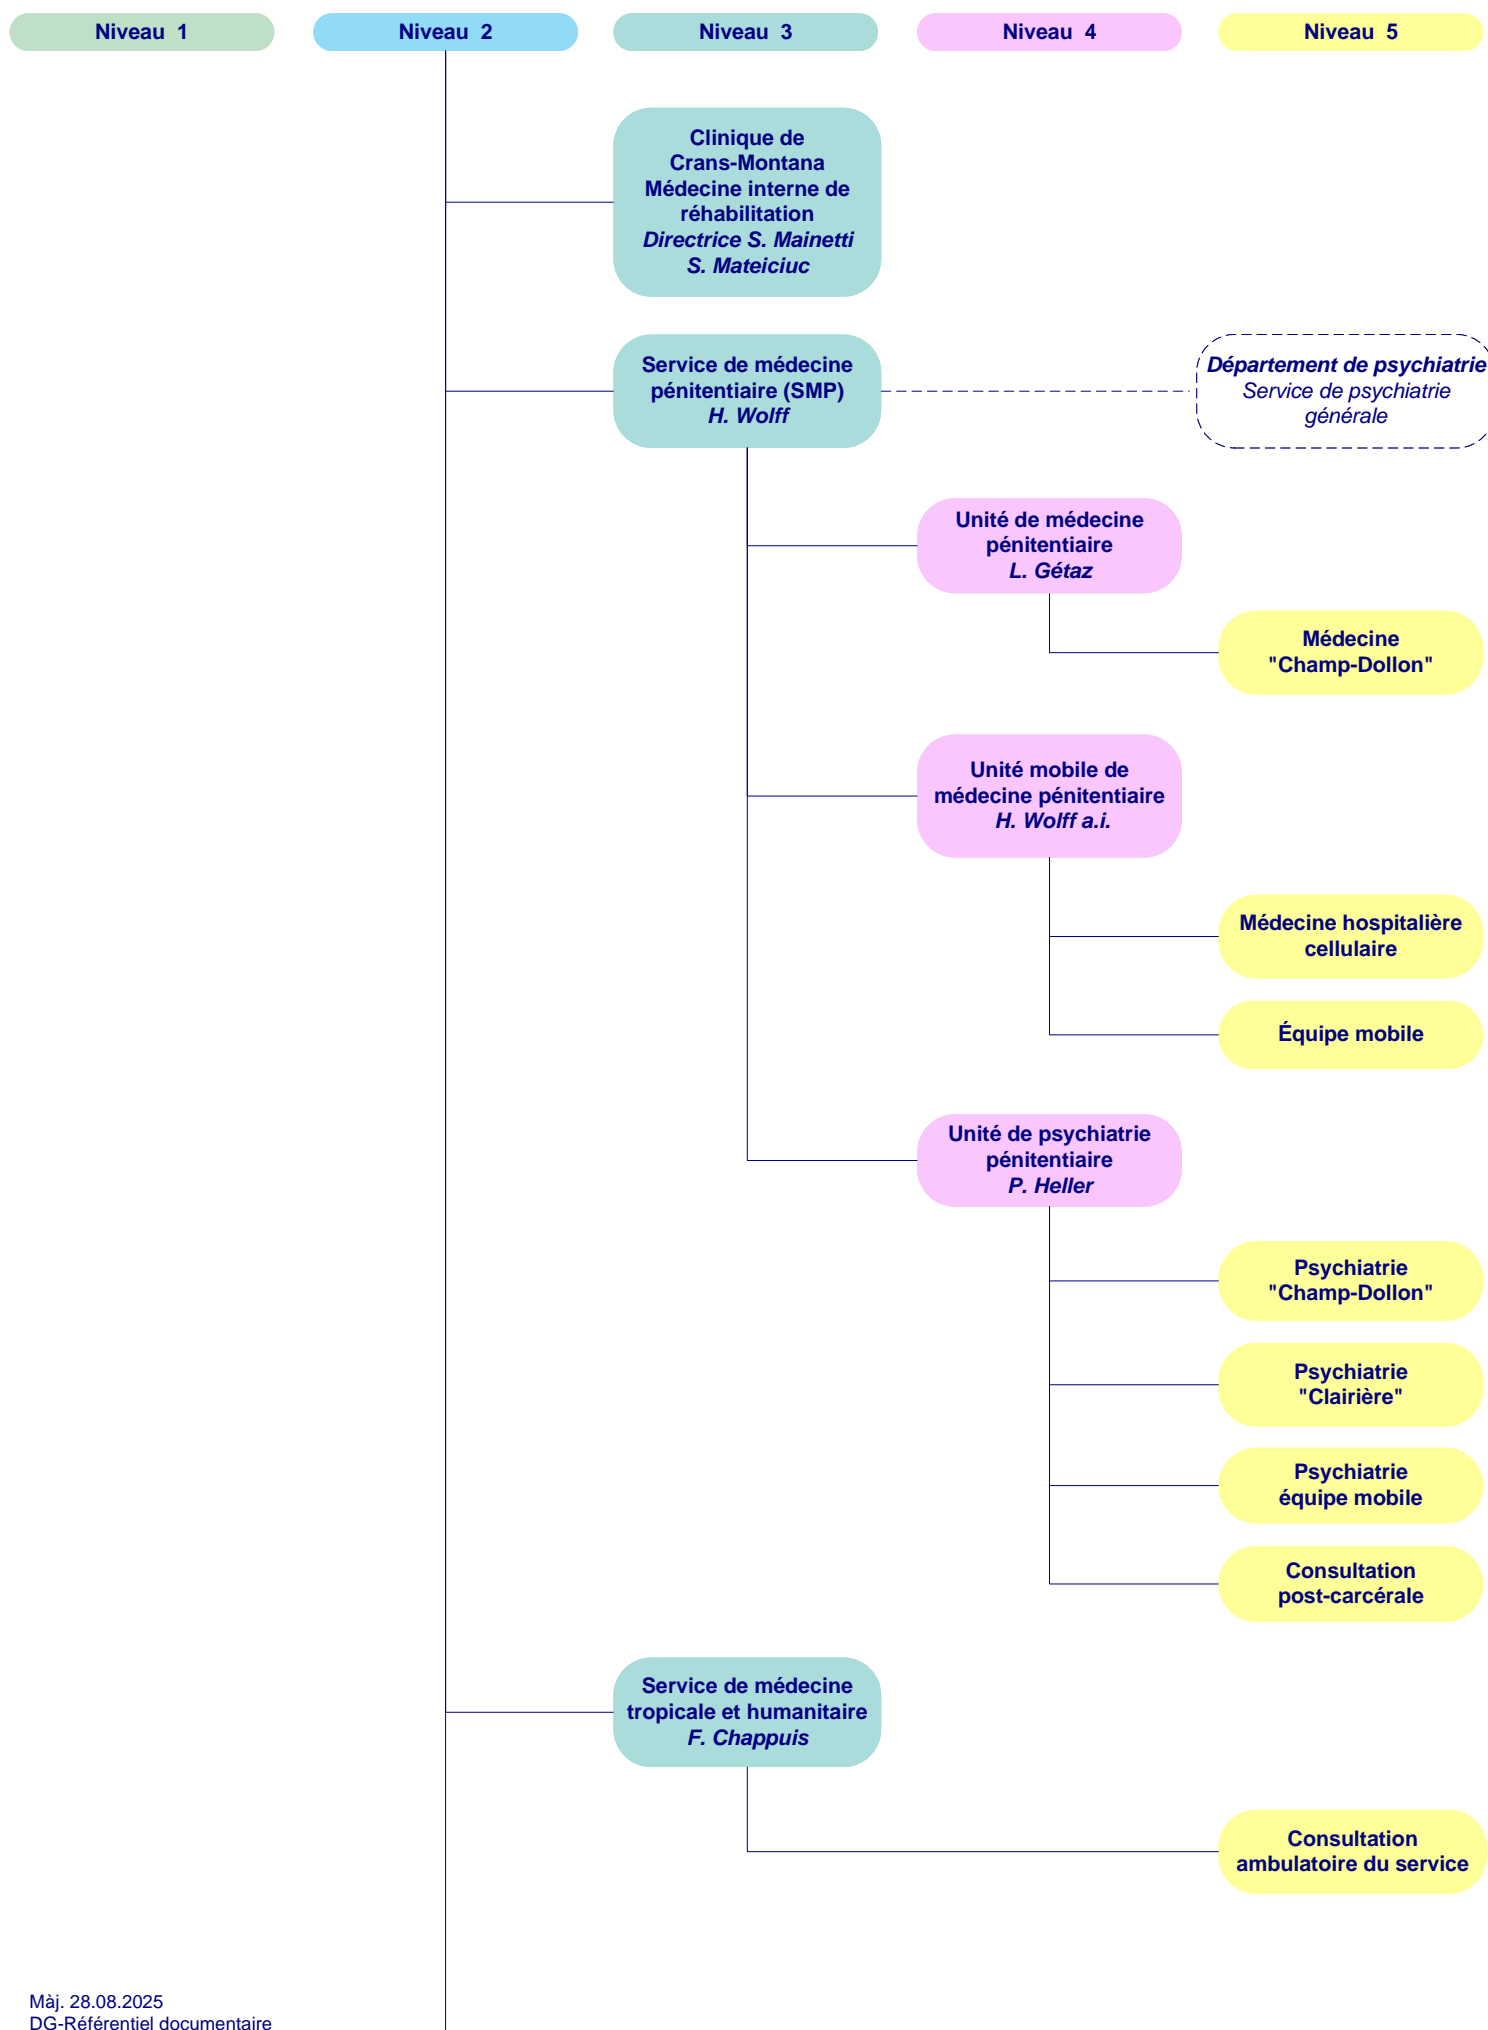 Niveau 1
Niveau 2
Niveau 3
Niveau 4
Niveau 5
Clinique de
Crans-Montana
Médecine interne de
réhabilitation
Directrice S. Mainetti
S. Mateiciuc
Service de médecine
pénitentiaire (SMP)
H. Wolff
Département de psychiatrie
Service de psychiatrie
générale
Unité de médecine
pénitentiaire
L. Gétaz
Médecine
"Champ-Dollon"
Unité mobile de
médecine pénitentiaire
H. Wolff a.i.
Médecine hospitalière
cellulaire
Équipe mobile
Unité de psychiatrie
pénitentiaire
P. Heller
Psychiatrie
"Champ-Dollon"
Psychiatrie
"Clairière"
Psychiatrie
équipe mobile
Consultation
post-carcérale
Service de médecine
tropicale et humanitaire
F. Chappuis
Consultation
ambulatoire du service
Màj. 28.08.2025
DG-Référentiel documentaire